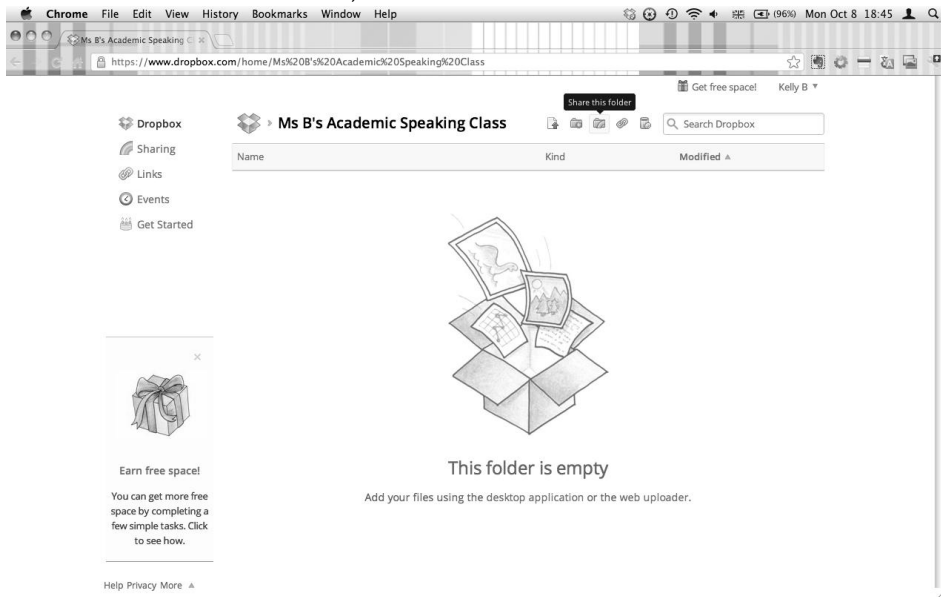 Chrome File Edit View History Bookmarks Window Help (96%) Mon Oct 8 18:45
Ms B's Academic Speaking C
https://www.dropbox.com/home/Ms%20B's%20Academic%20Speaking%20Class
Get free space! Kelly B
Share this folder
Dropbox
Ms B's Academic Speaking Class
Search Dropbox
Sharing
Name Kind Modified
Links
Events
Get Started
Earn free space!
You can get more free
space by completing a
few simple tasks. Click
to see how.
This folder is empty
Add your files using the desktop application or the web uploader.
Help Privacy More